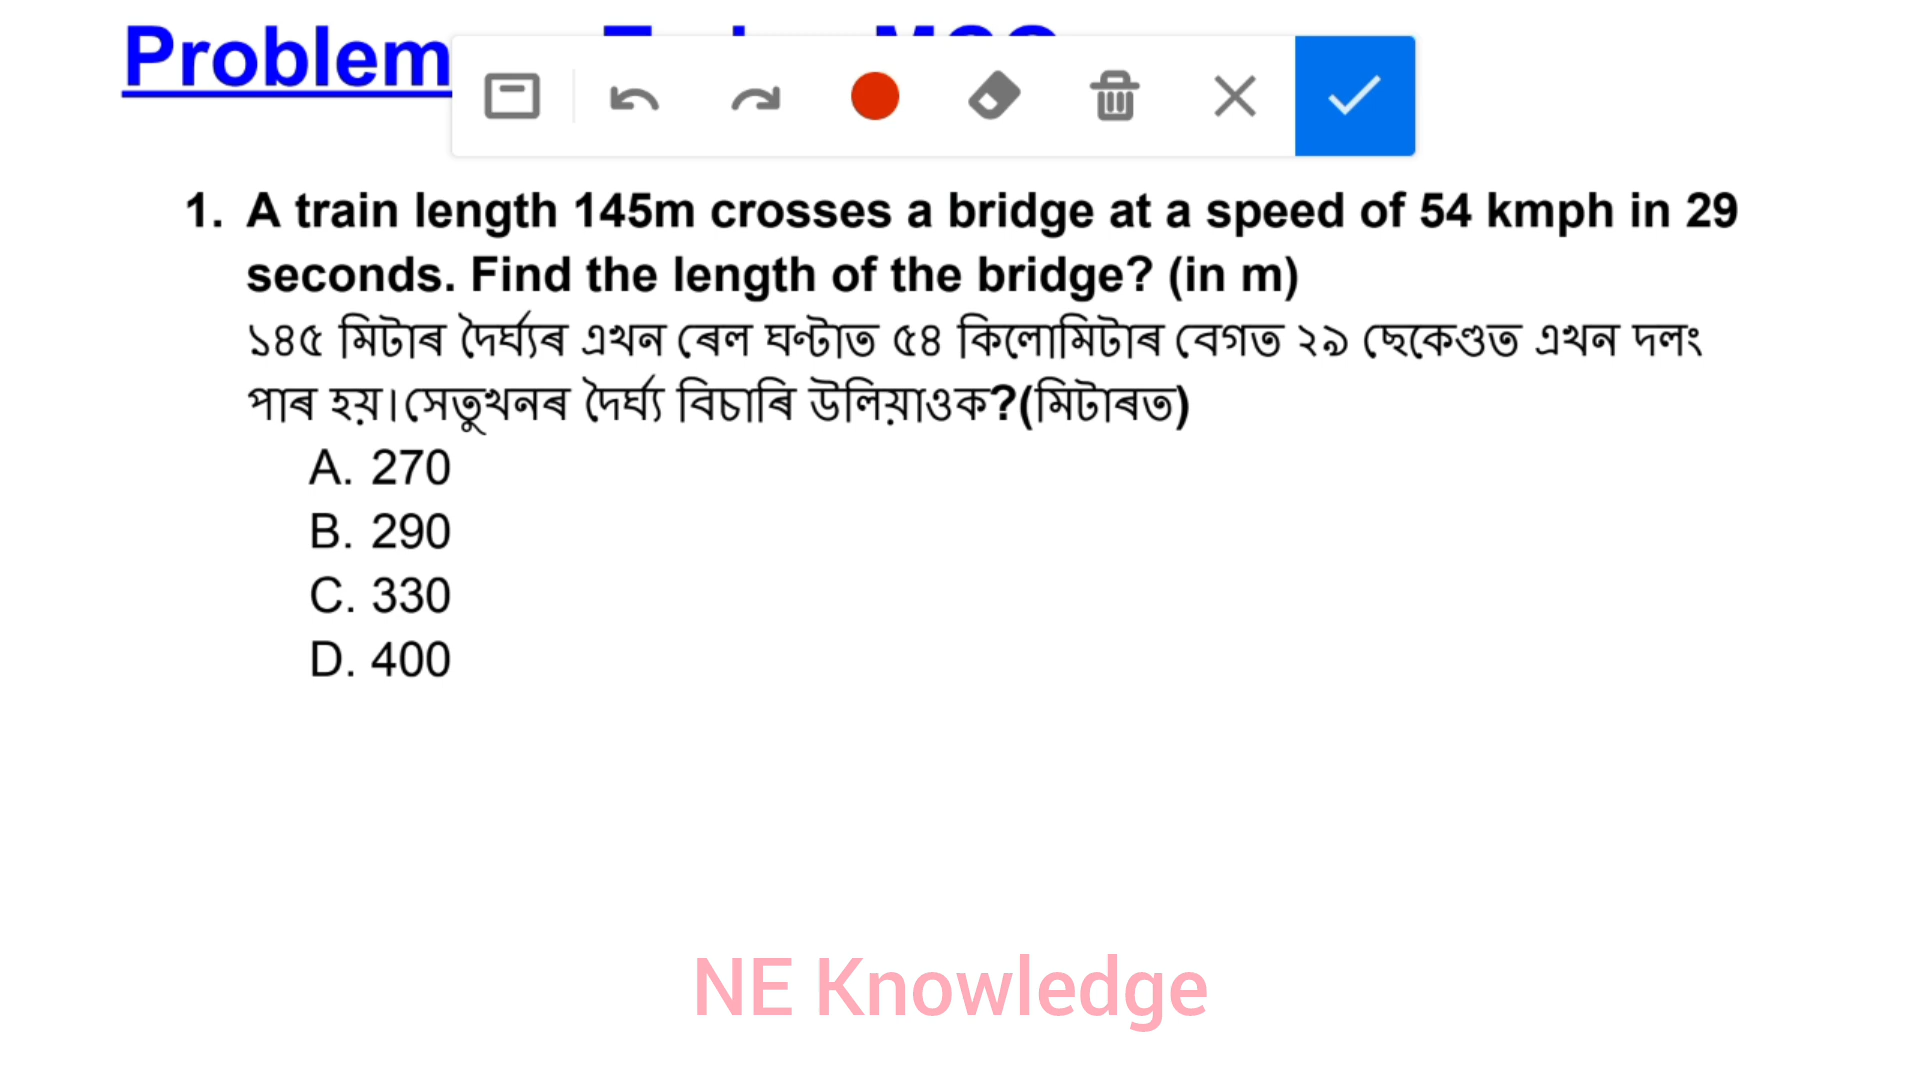 Problem
1. A train length 145m crosses a bridge at a speed of 54 kmph in 29
seconds. Find the length of the bridge? (in m)
১৪৫ মিটাৰ দৈৰ্ঘ্যৰ এখন ৰেল ঘণ্টাত ৫৪ কিলোমিটাৰ বেগত ২৯ ছেকেণ্ডত এখন দলং
পাৰ হয়।সেতুখনৰ দৈৰ্ঘ্য বিচাৰি উলিয়াওক?(মিটাৰত)
A. 270
B. 290
C. 330
D. 400
NE Knowledge